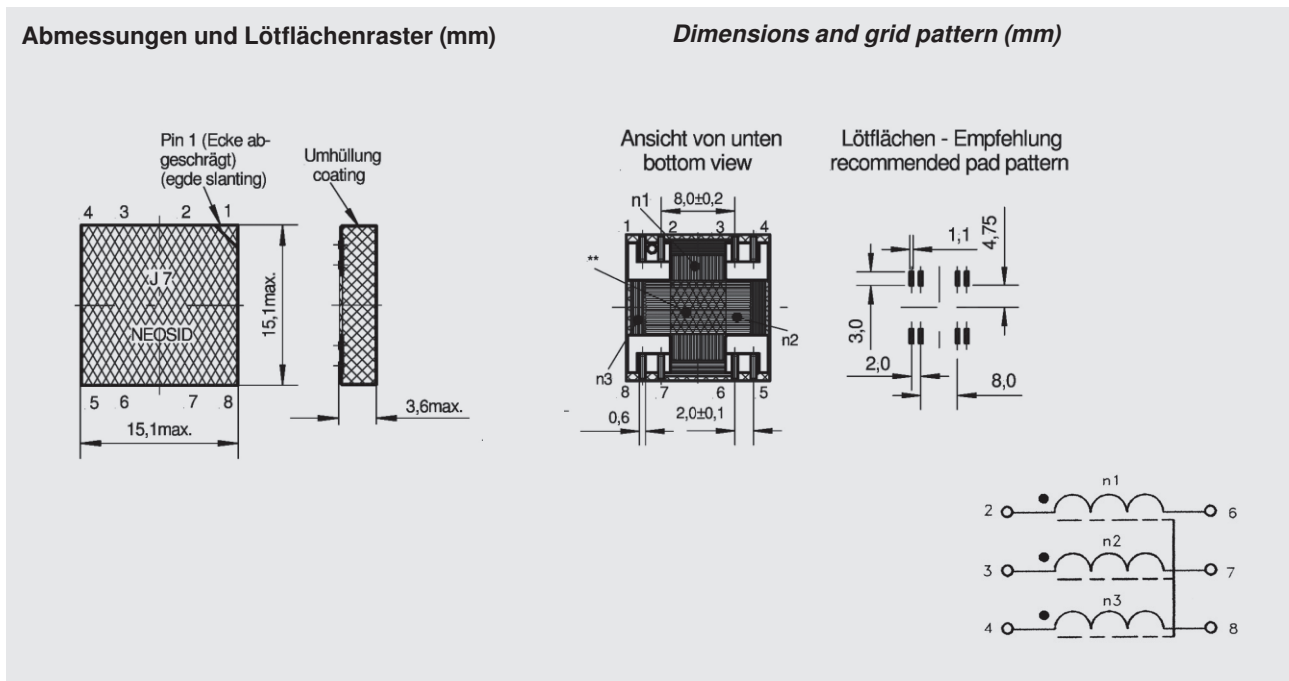 Abmessungen und Lötflächenraster (mm)
Dimensions and grid pattern (mm)
Pin 1 (Ecke ab-
geschrägt)
(egde slanting)
Umhüllung
coating
4 3 2 1
J 7
NEOSID
5 6 7 8
15,1max.
15,1max.
3,6max.
Ansicht von unten
bottom view
n1
8,0±0,2
1 2 3 4
**
n2
n3
8 7 6 5
0,6
2,0±0,1
Lötflächen - Empfehlung
recommended pad pattern
1,1
4,75
3,0
2,0
8,0
n1
2 6
n2
3 7
n3
4 8